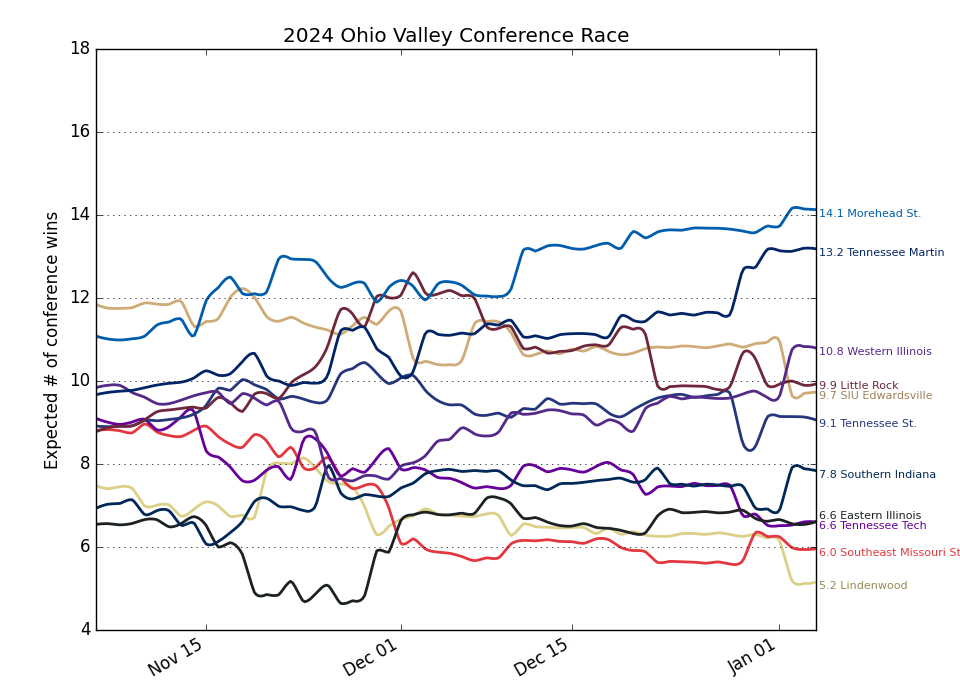 2024 Ohio Valley Conference Race
Expected # of conference wins
18
16
14
12
10
8
6
4
Nov 15
Dec 01
Dec 15
Jan 01
14.1 Morehead St.
13.2 Tennessee Martin
10.8 Western Illinois
9.9 Little Rock
9.7 SIU Edwardsville
9.1 Tennessee St.
7.8 Southern Indiana
6.6 Eastern Illinois
6.6 Tennessee Tech
6.0 Southeast Missouri St
5.2 Lindenwood